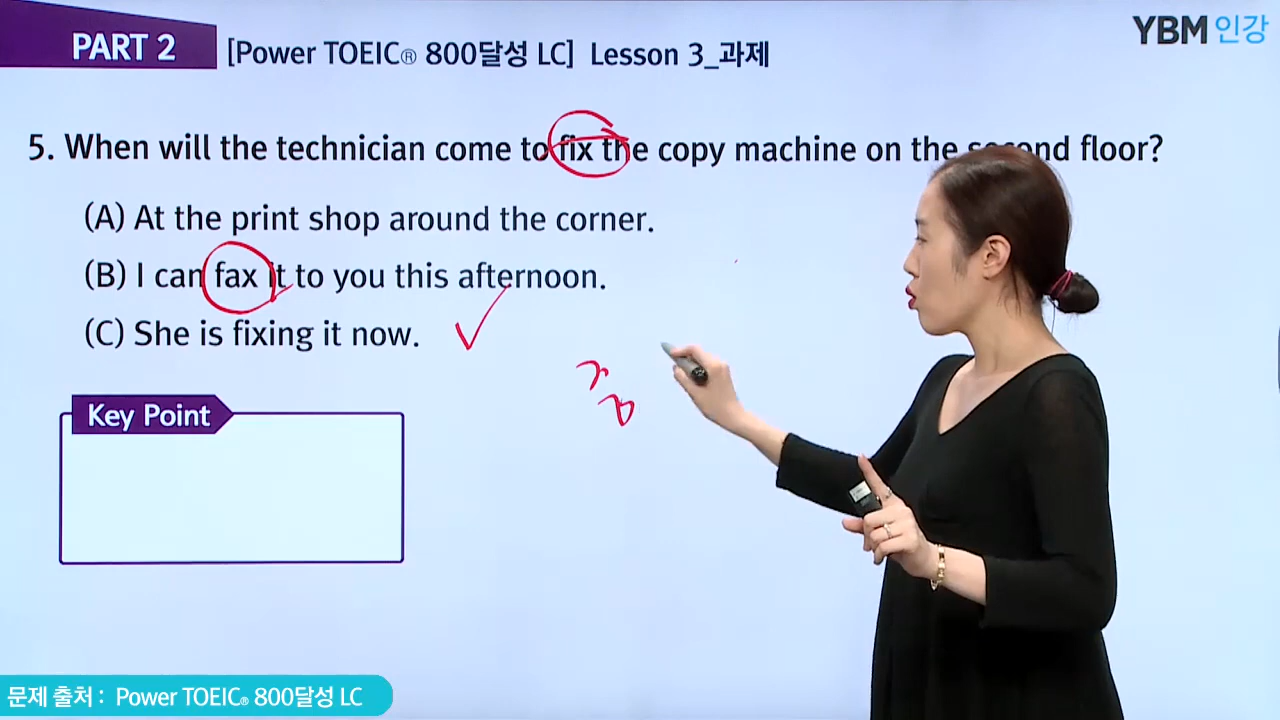 PART 2
[Power TOEIC® 800달성 LC] Lesson 3_과제
YBM 인강
5. When will the technician come to fix the copy machine on the second floor?
(A) At the print shop around the corner.
(B) I can fax it to you this afternoon.
(C) She is fixing it now.
Key Point
문제 출처 : Power TOEIC® 800달성 LC